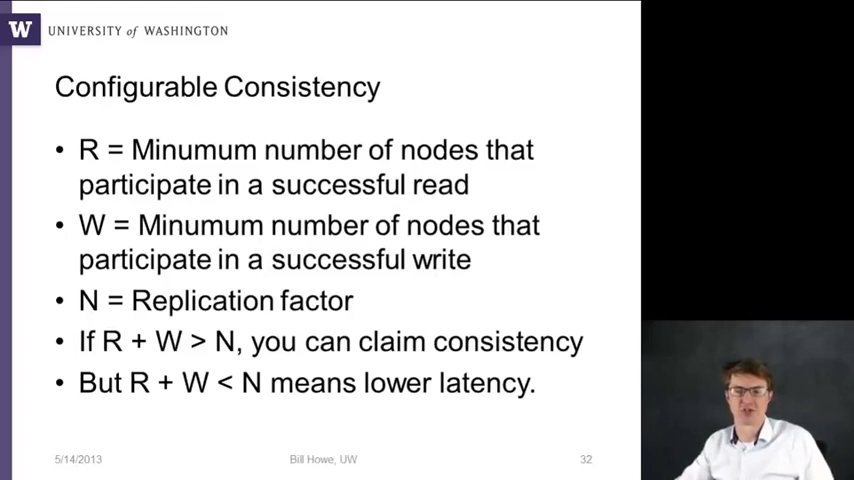 W UNIVERSITY of WASHINGTON
Configurable Consistency
• R = Minumum number of nodes that
participate in a successful read
• W = Minumum number of nodes that
participate in a successful write
• N = Replication factor
• If R + W > N, you can claim consistency
• But R + W < N means lower latency.
5/14/2013 Bill Howe, UW 32